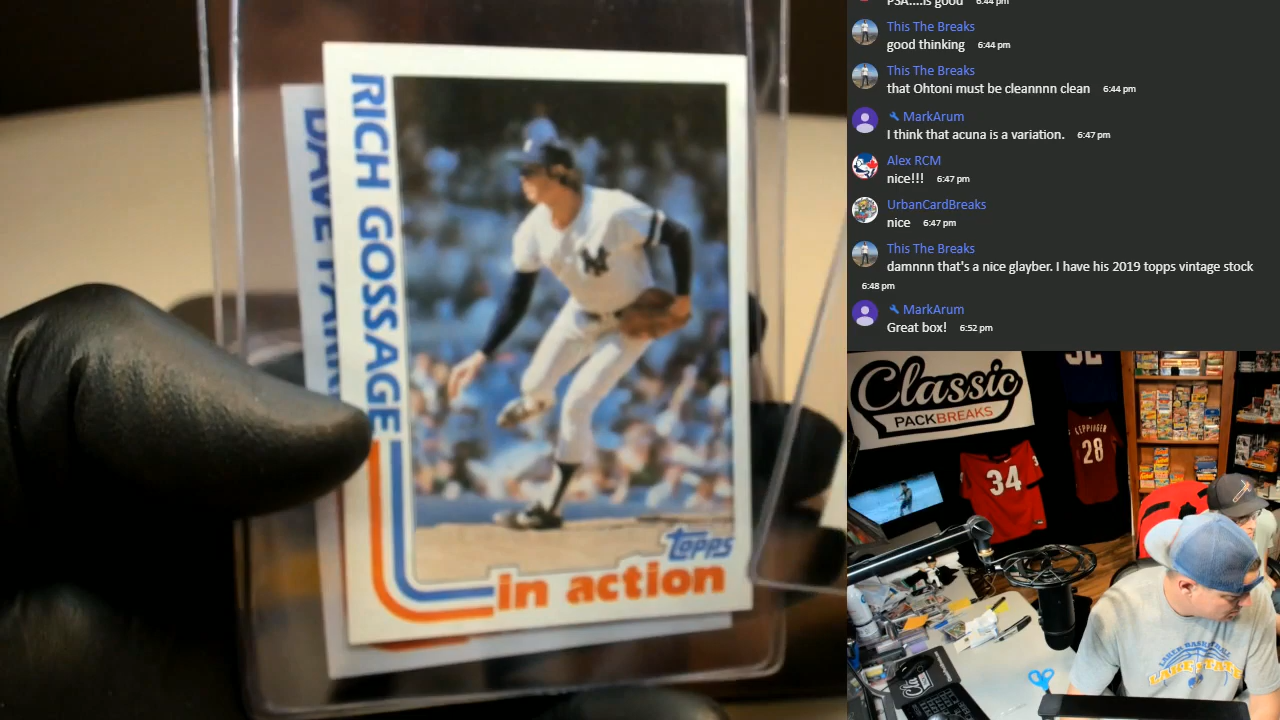 RICH GOSSAGE
DAVE
topps
in action
PSA....is good 6:44 pm
This The Breaks
good thinking 6:44 pm
This The Breaks
that Ohtoni must be cleannnn clean 6:44 pm
MarkArum
I think that acuna is a variation. 6:47 pm
Alex RCM
nice!!! 6:47 pm
UrbanCardBreaks
nice 6:47 pm
This The Breaks
damnnn that's a nice glayber. I have his 2019 topps vintage stock
6:48 pm
MarkArum
Great box! 6:52 pm
Classic
PACKBREAKS
34
LEPPINGER
28
LAKE STATE